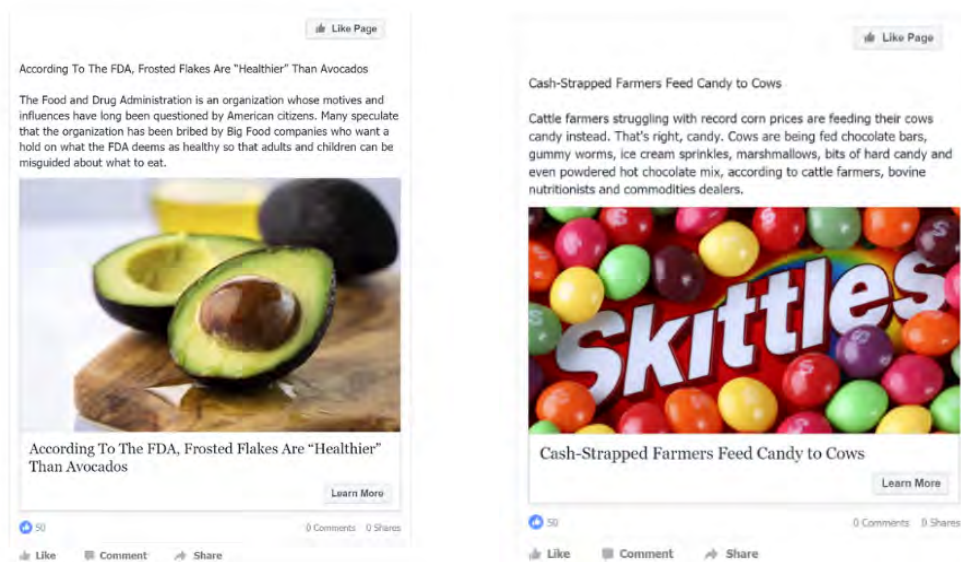 Like Page
According To The FDA, Frosted Flakes Are “Healthier” Than Avocados
The Food and Drug Administration is an organization whose motives and
influences have long been questioned by American citizens. Many speculate
that the organization has been bribed by Big Food companies who want a
hold on what the FDA deems as healthy so that adults and children can be
misguided about what to eat.
According To The FDA, Frosted Flakes Are “Healthier”
Than Avocados
Learn More
50
0 Comments 0 Shares
Like Comment Share
Like Page
Cash-Strapped Farmers Feed Candy to Cows
Cattle farmers struggling with record corn prices are feeding their cows
candy instead. That's right, candy. Cows are being fed chocolate bars,
gummy worms, ice cream sprinkles, marshmallows, bits of hard candy and
even powdered hot chocolate mix, according to cattle farmers, bovine
nutritionists and commodities dealers.
Skittles
Cash-Strapped Farmers Feed Candy to Cows
Learn More
50
0 Comments 0 Shares
Like Comment Share